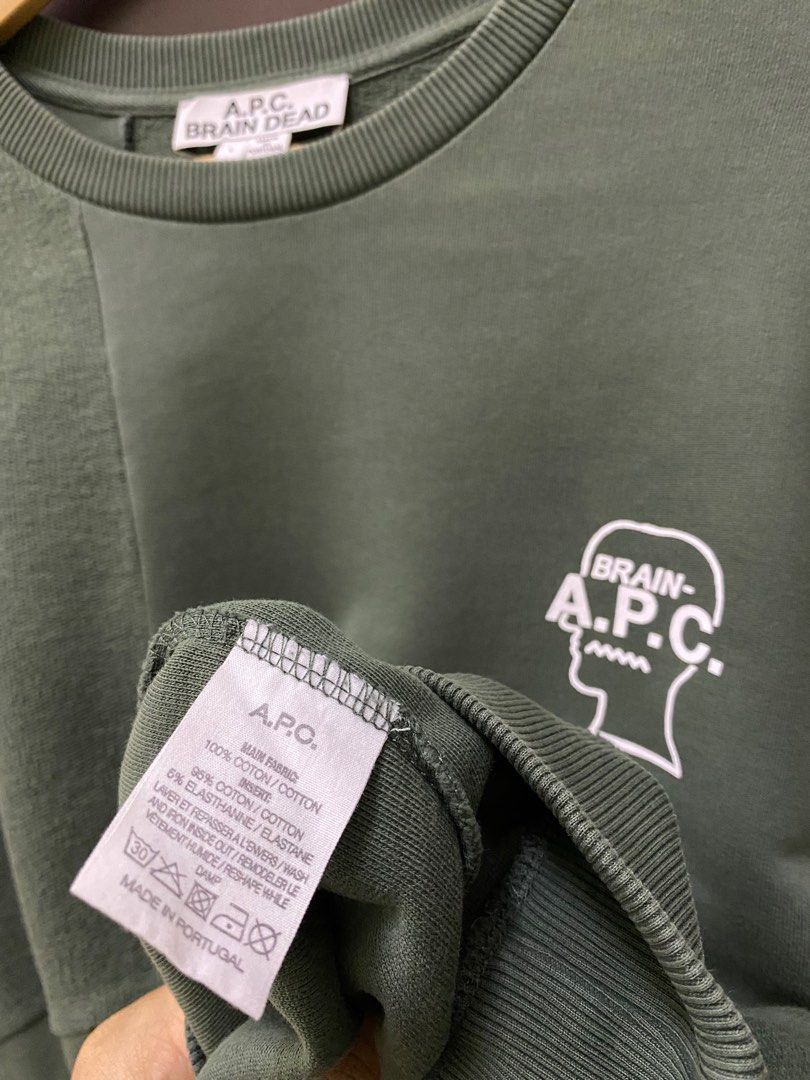 A.P.C.
BRAIN DEAD
BRAIN-
A.P.C.
A.P.C.
MAIN FABRIC:
100% COTON / COTTON
INSERT:
95% COTON / COTTON
5% ELASTHANNE / ELASTANE
LAVER ET REPASSER A L'ENVERS / WASH
AND IRON INSIDE OUT / REMODELER LE
VÊTEMENT HUMIDE / RESHAPE WHILE
DAMP
30
MADE IN PORTUGAL